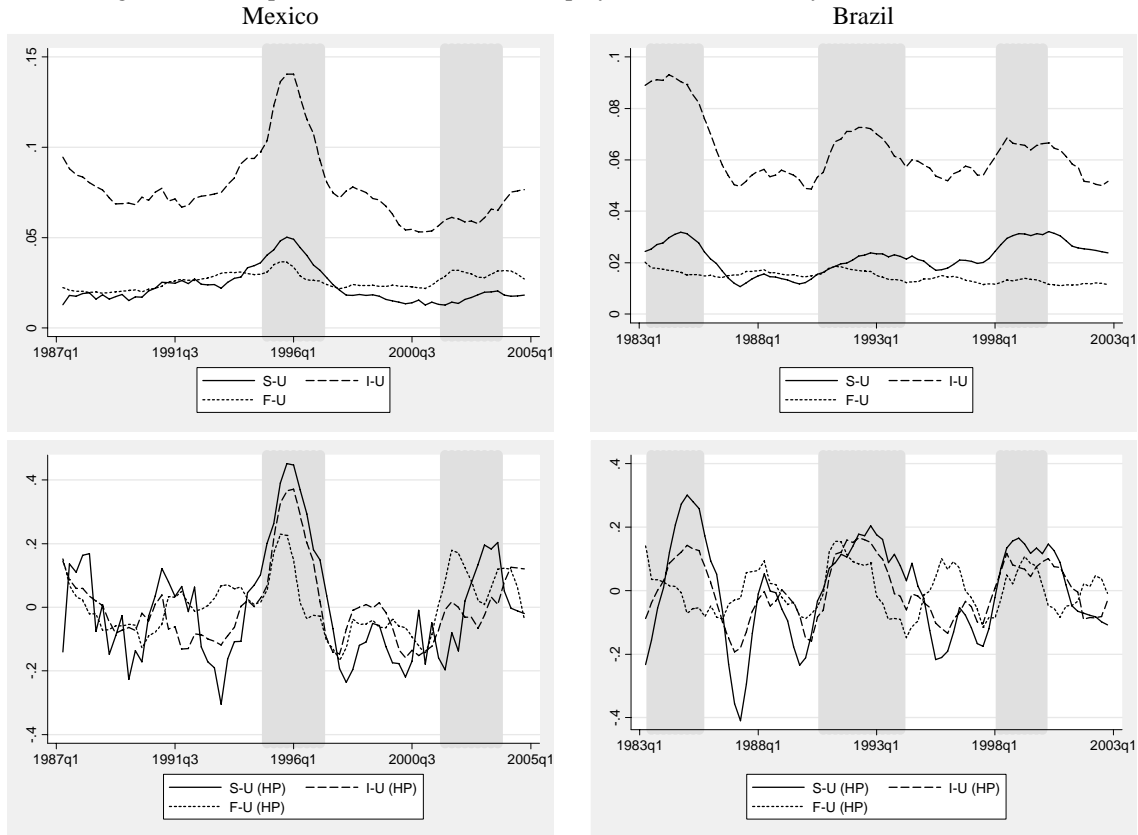 Mexico
.15
.1
.05
0
1987q1 1991q3 1996q1 2000q3 2005q1
S-U I-U
F-U
Brazil
.1
.08
.06
.04
.02
0
1983q1 1988q1 1993q1 1998q1 2003q1
S-U I-U
F-U
.4
.2
0
-.2
-.4
1987q1 1991q3 1996q1 2000q3 2005q1
S-U (HP) I-U (HP)
F-U (HP)
.4
.2
0
-.2
-.4
1983q1 1988q1 1993q1 1998q1 2003q1
S-U (HP) I-U (HP)
F-U (HP)